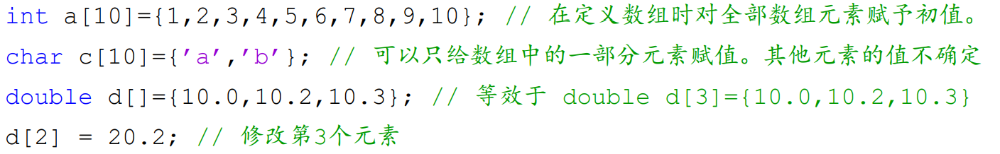 int a[10]={1,2,3,4,5,6,7,8,9,10}; // 在定义数组时对全部数组元素赋予初值。
char c[10]={′a′,′b′}; // 可以只给数组中的一部分元素赋值。其他元素的值不确定
double d[]={10.0,10.2,10.3}; // 等效于 double d[3]={10.0,10.2,10.3}
d[2] = 20.2; // 修改第3个元素